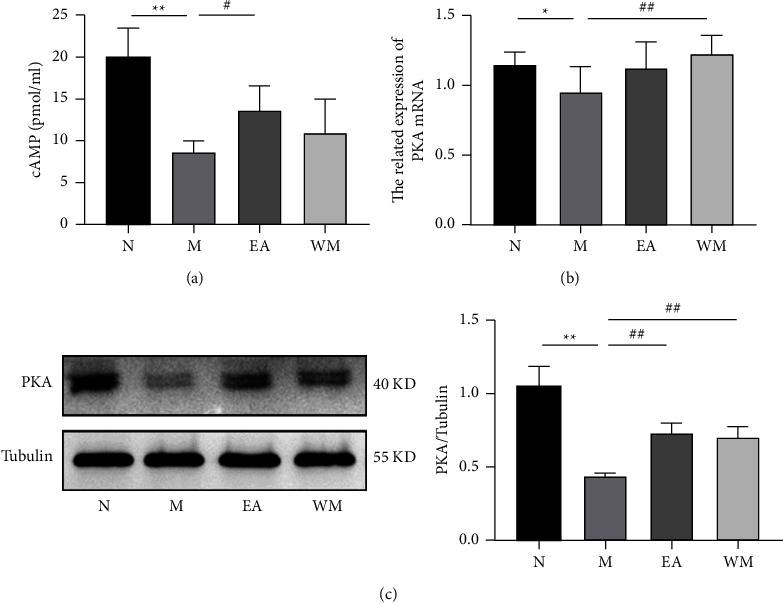 25
20
15
10
5
0
cAMP (pmol/ml)
** #
N M EA WM
(a)
1.5
1.0
0.5
0.0
The related expression of
PKA mRNA
* ##
N M EA WM
(b)
PKA 40 KD
Tubulin 55 KD
N M EA WM
1.5
1.0
0.5
0.0
PKA/Tubulin
##
** ##
N M EA WM
(c)